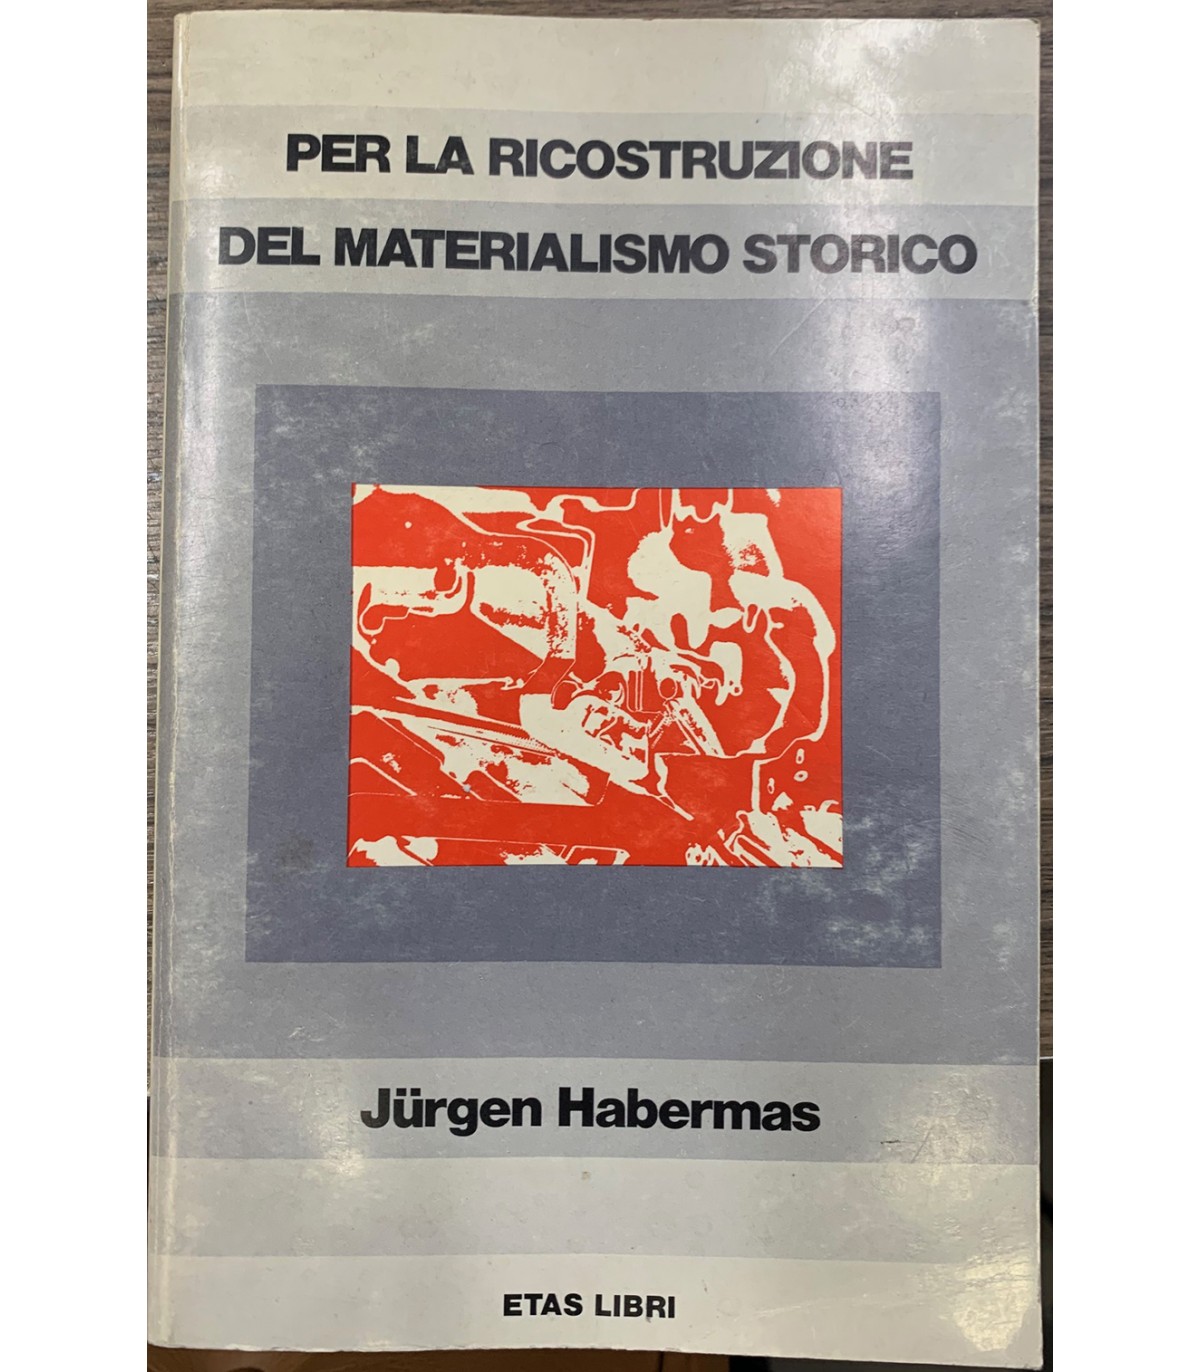 PER LA RICOSTRUZIONE
DEL MATERIALISMO STORICO
Jürgen Habermas
ETAS LIBRI